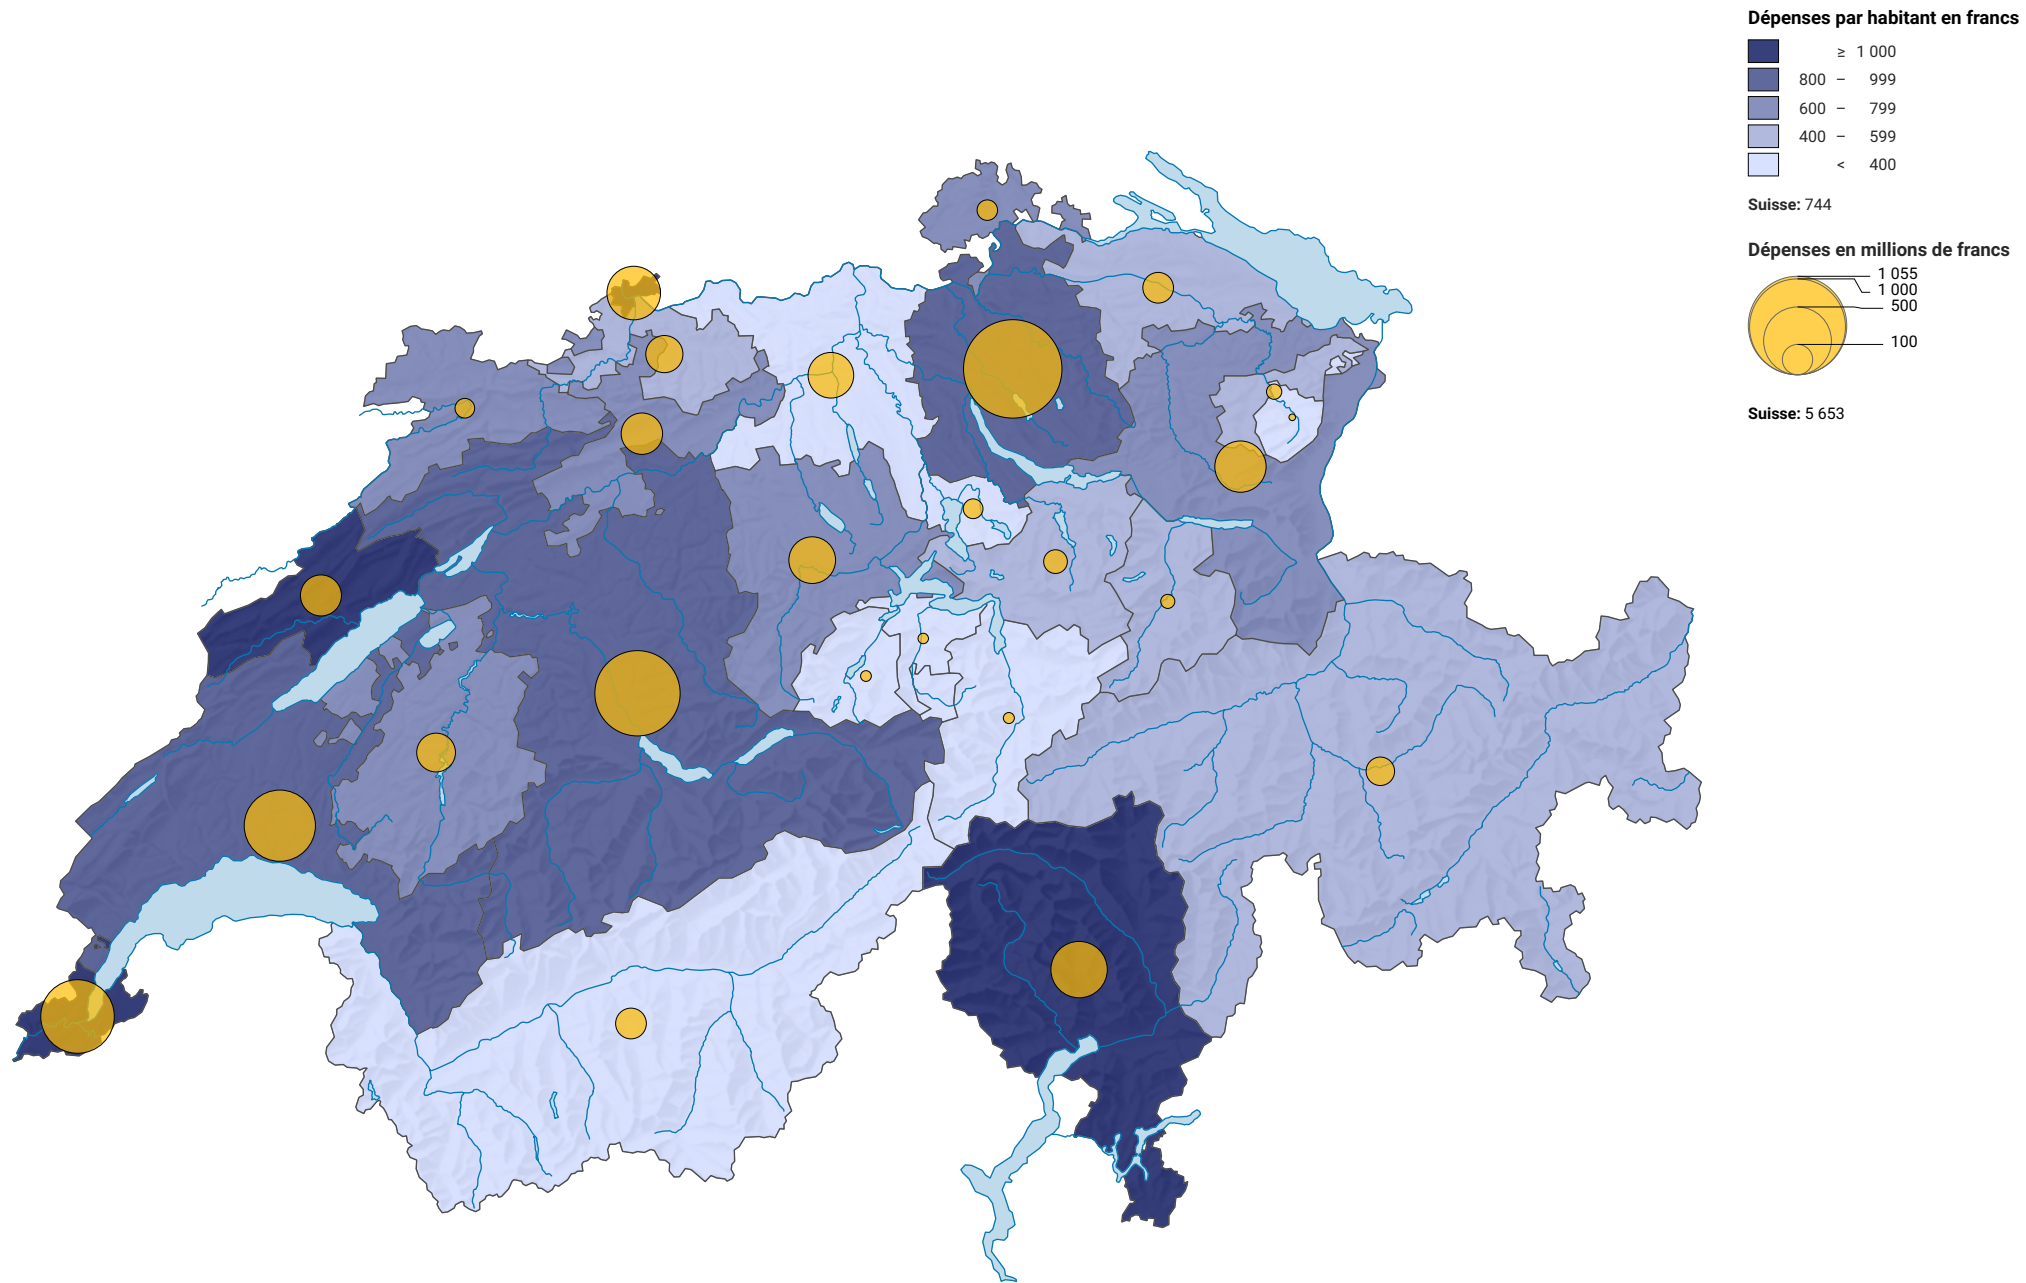 Dépenses par habitant en francs
≥ 1 000
800 – 999
600 – 799
400 – 599
< 400
Suisse: 744
Dépenses en millions de francs
1 055
1 000
500
100
Suisse: 5 653